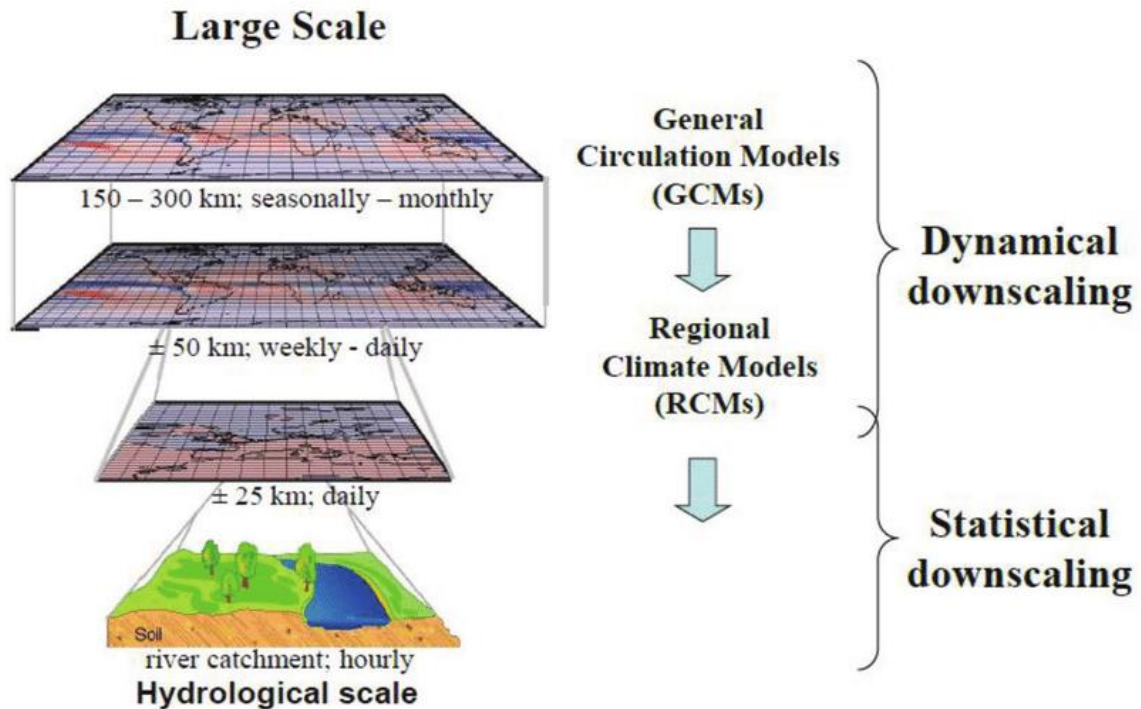 Large Scale
150 – 300 km; seasonally – monthly
± 50 km; weekly - daily
± 25 km; daily
Soil
river catchment; hourly
Hydrological scale
General
Circulation Models
(GCMs)
Regional
Climate Models
(RCMs)
Dynamical
downscaling
Statistical
downscaling